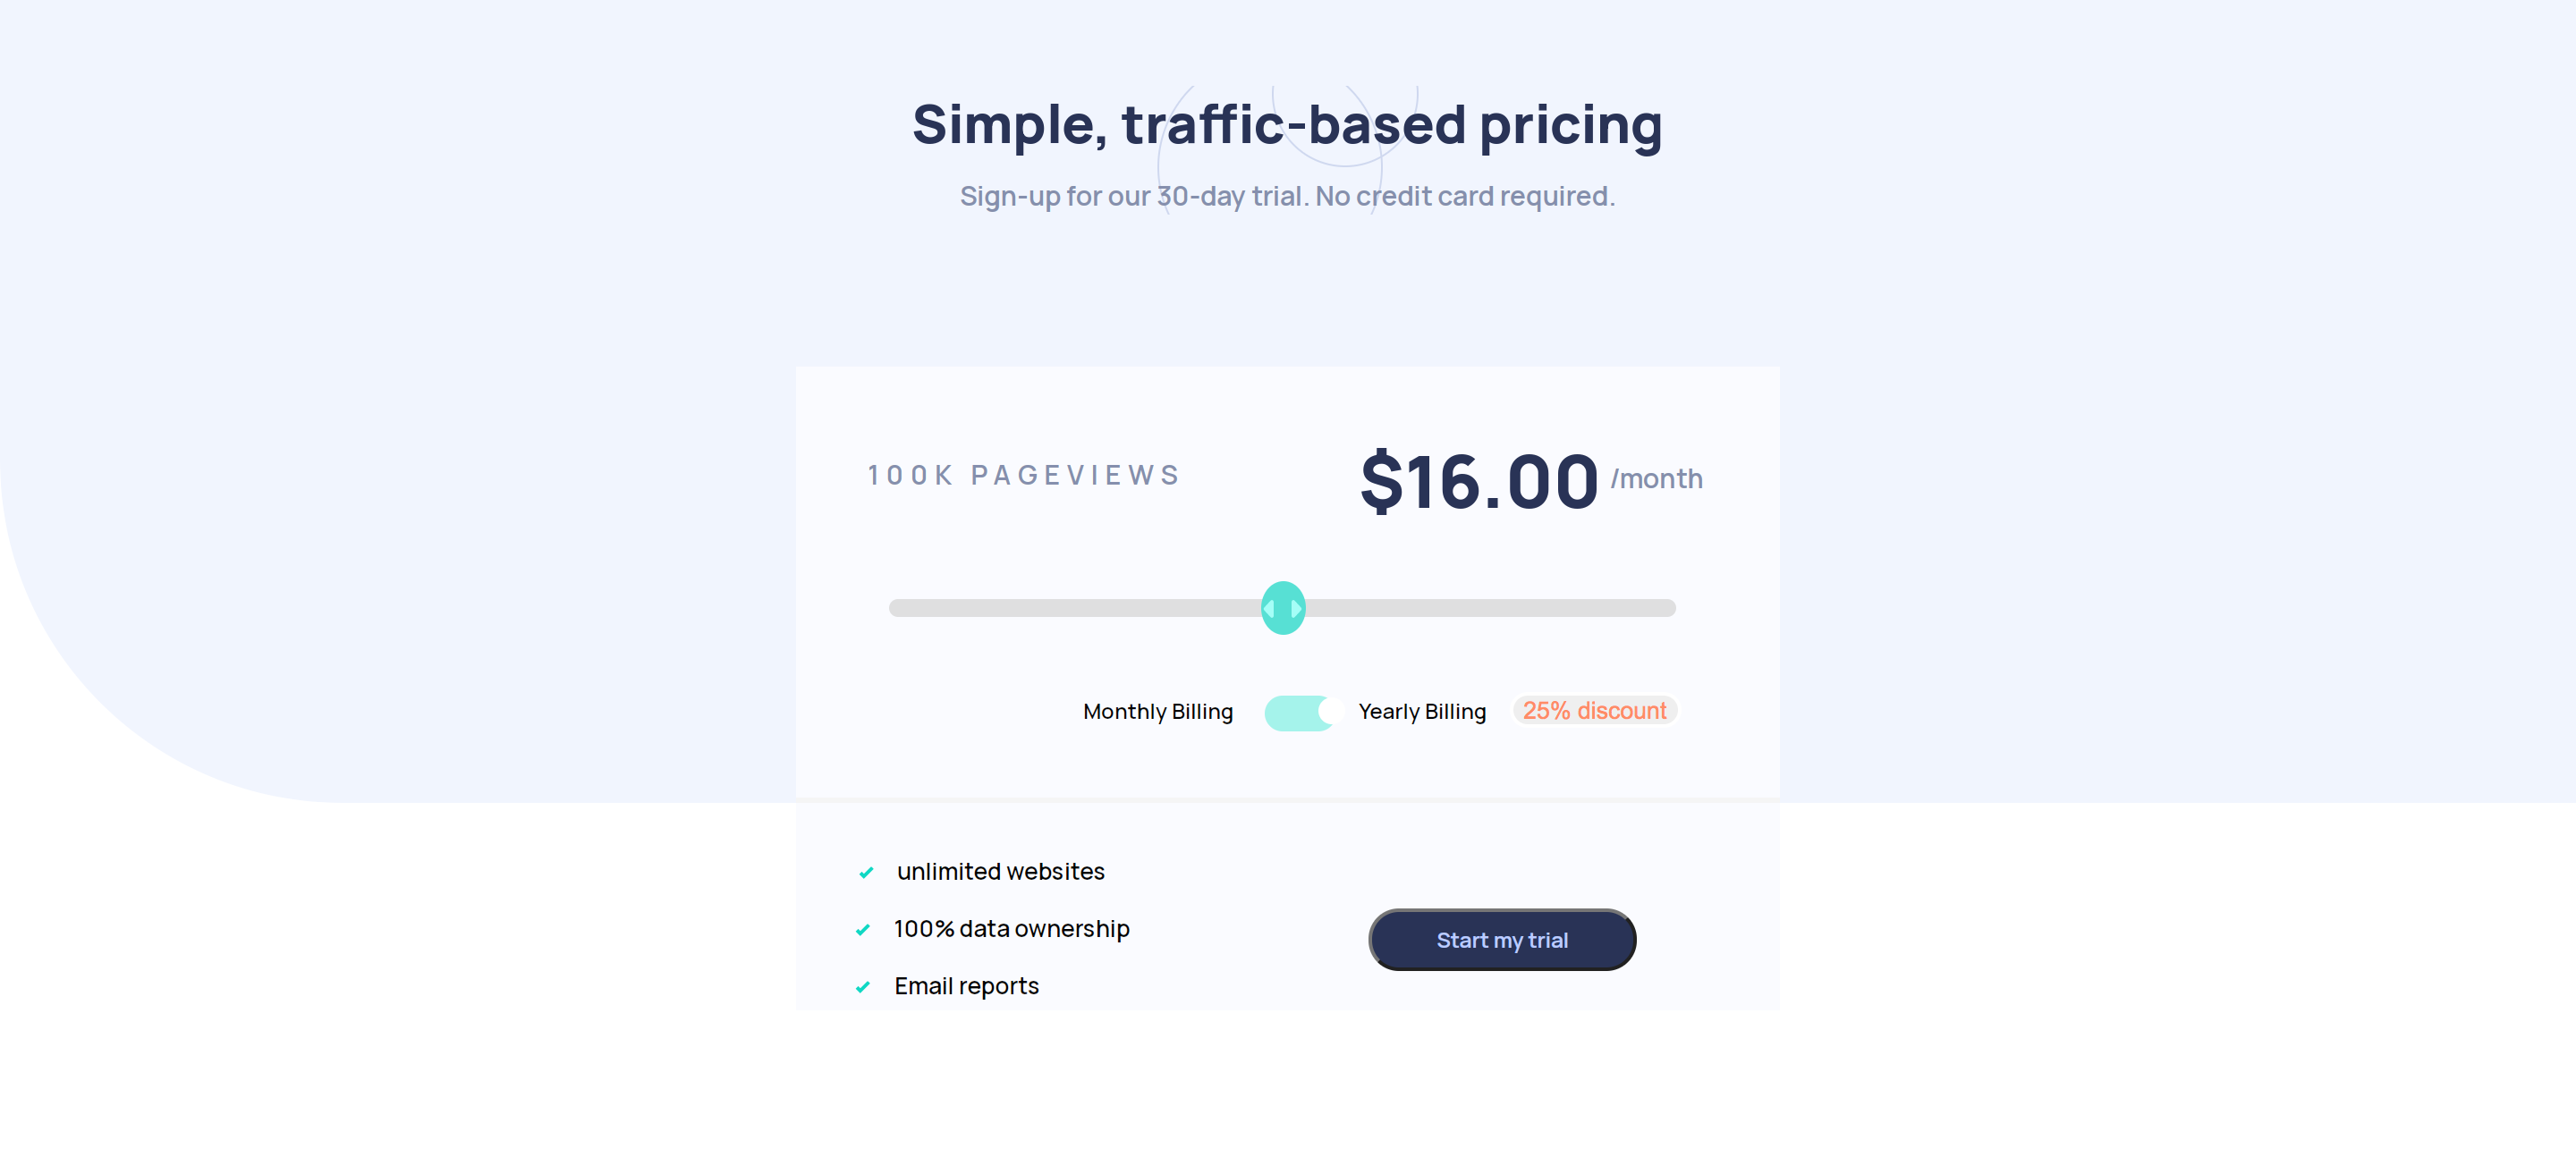 Simple, traffic-based pricing
Sign-up for our 30-day trial. No credit card required.
100K PAGEVIEWS
$16.00 /month
Monthly Billing Yearly Billing 25% discount
unlimited websites
100% data ownership
Email reports
Start my trial